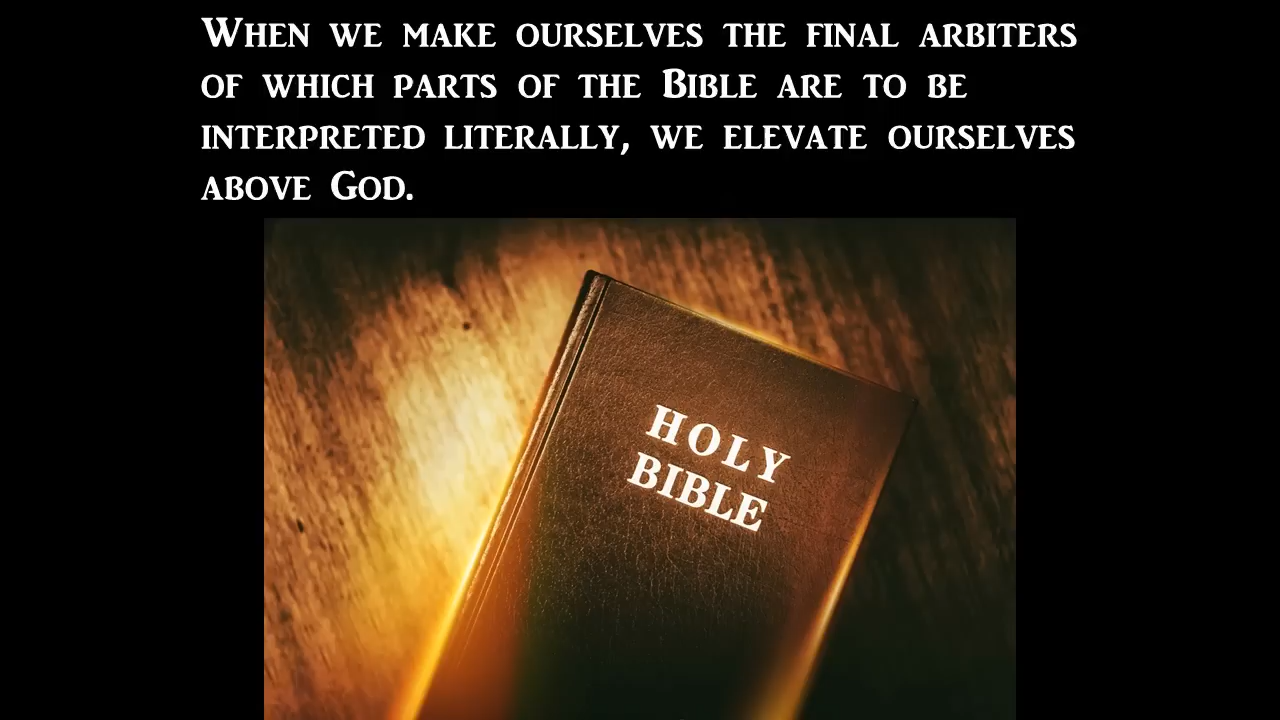 When we make ourselves the final arbiters
of which parts of the Bible are to be
interpreted literally, we elevate ourselves
above God.
HOLY
BIBLE